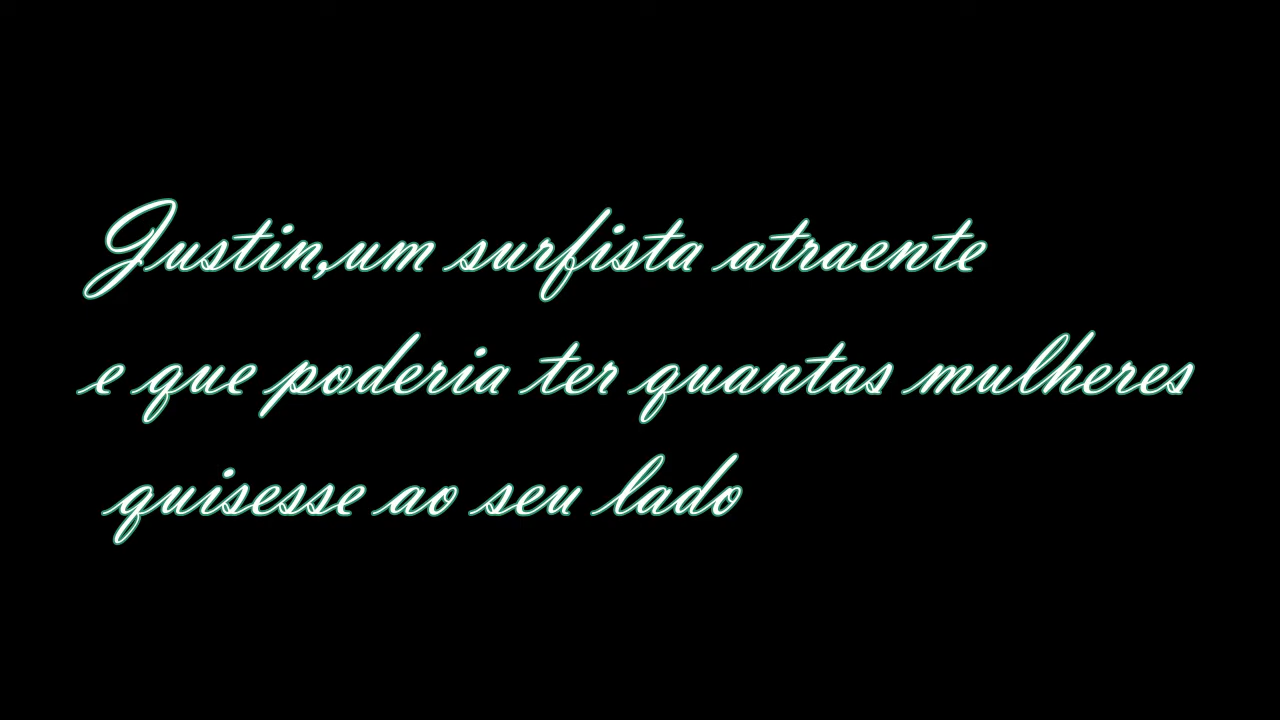 Justin,um surfista atraente
e que poderia ter quantas mulheres
quisesse ao seu lado